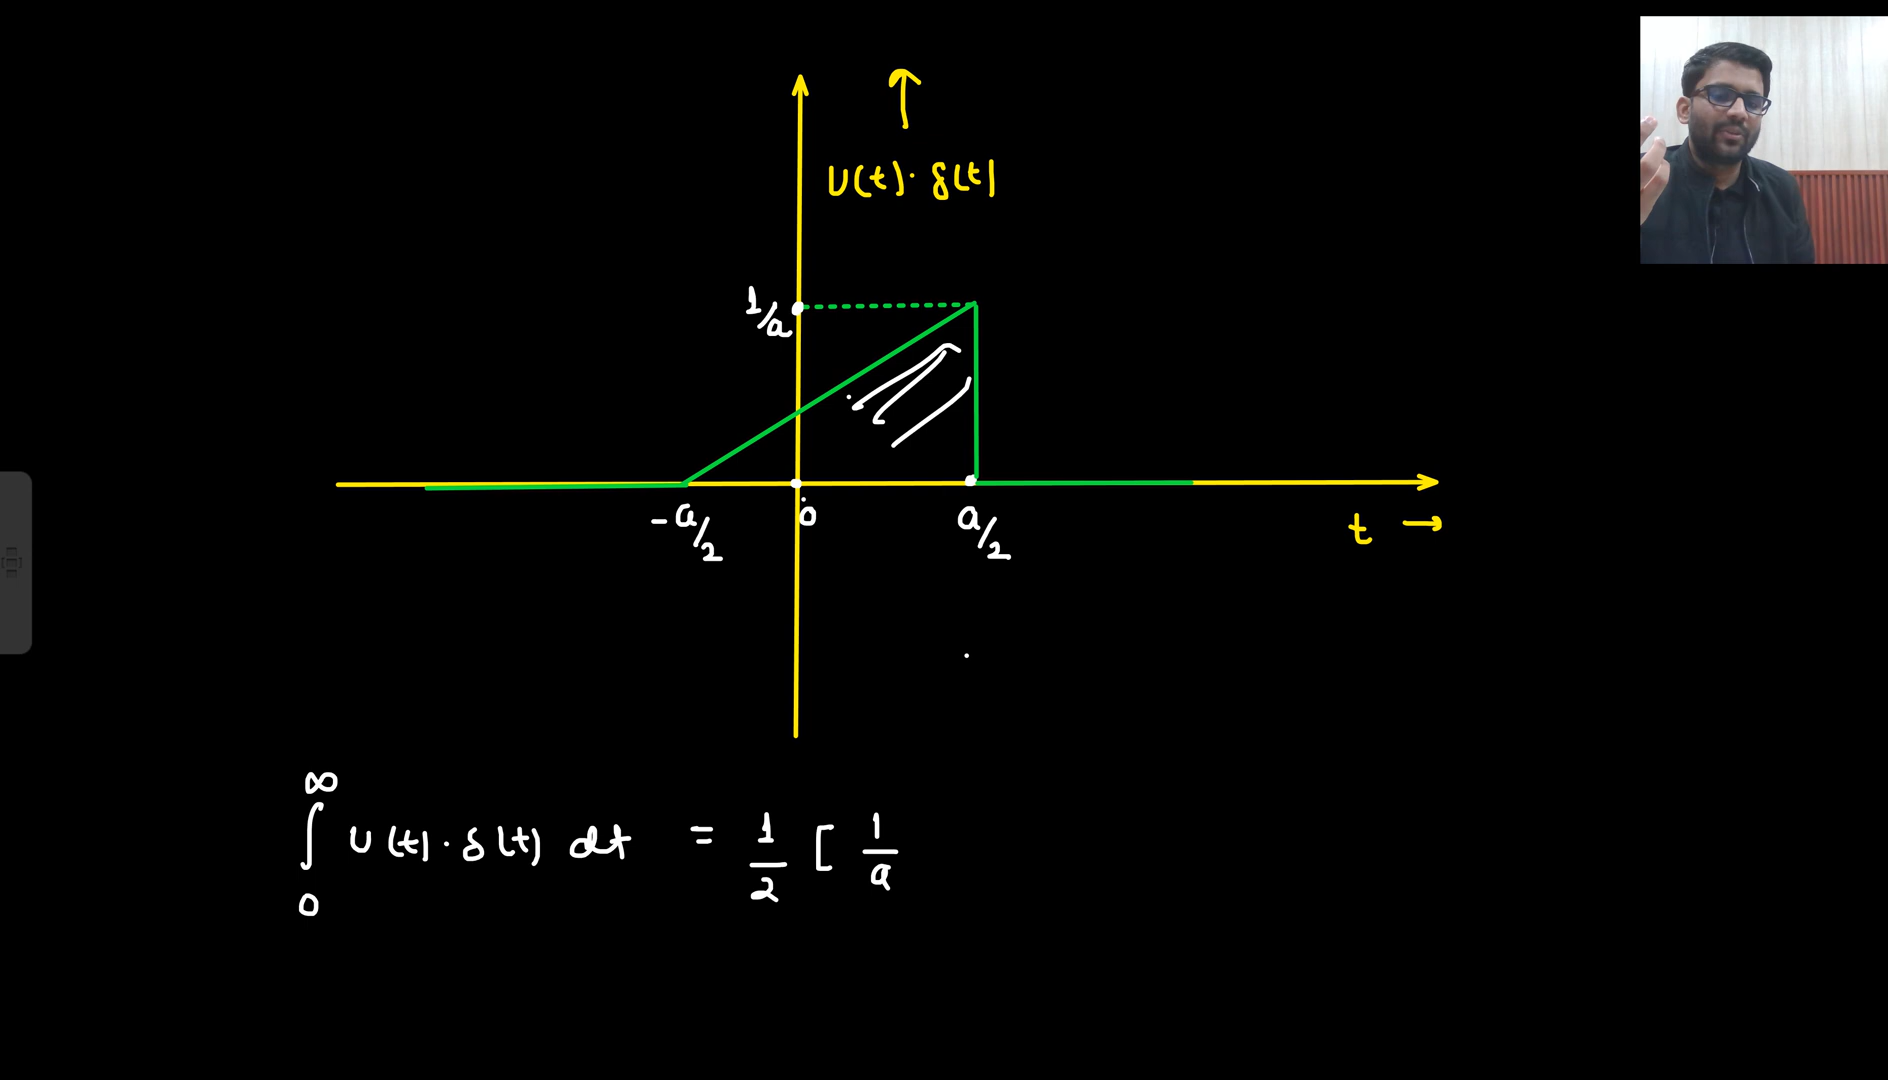 U(t)·δ(t)
1/a
-a/2 0 a/2
t →
∫₀^∞ U(t)·δ(t) dt = 1/2 [ 1/a